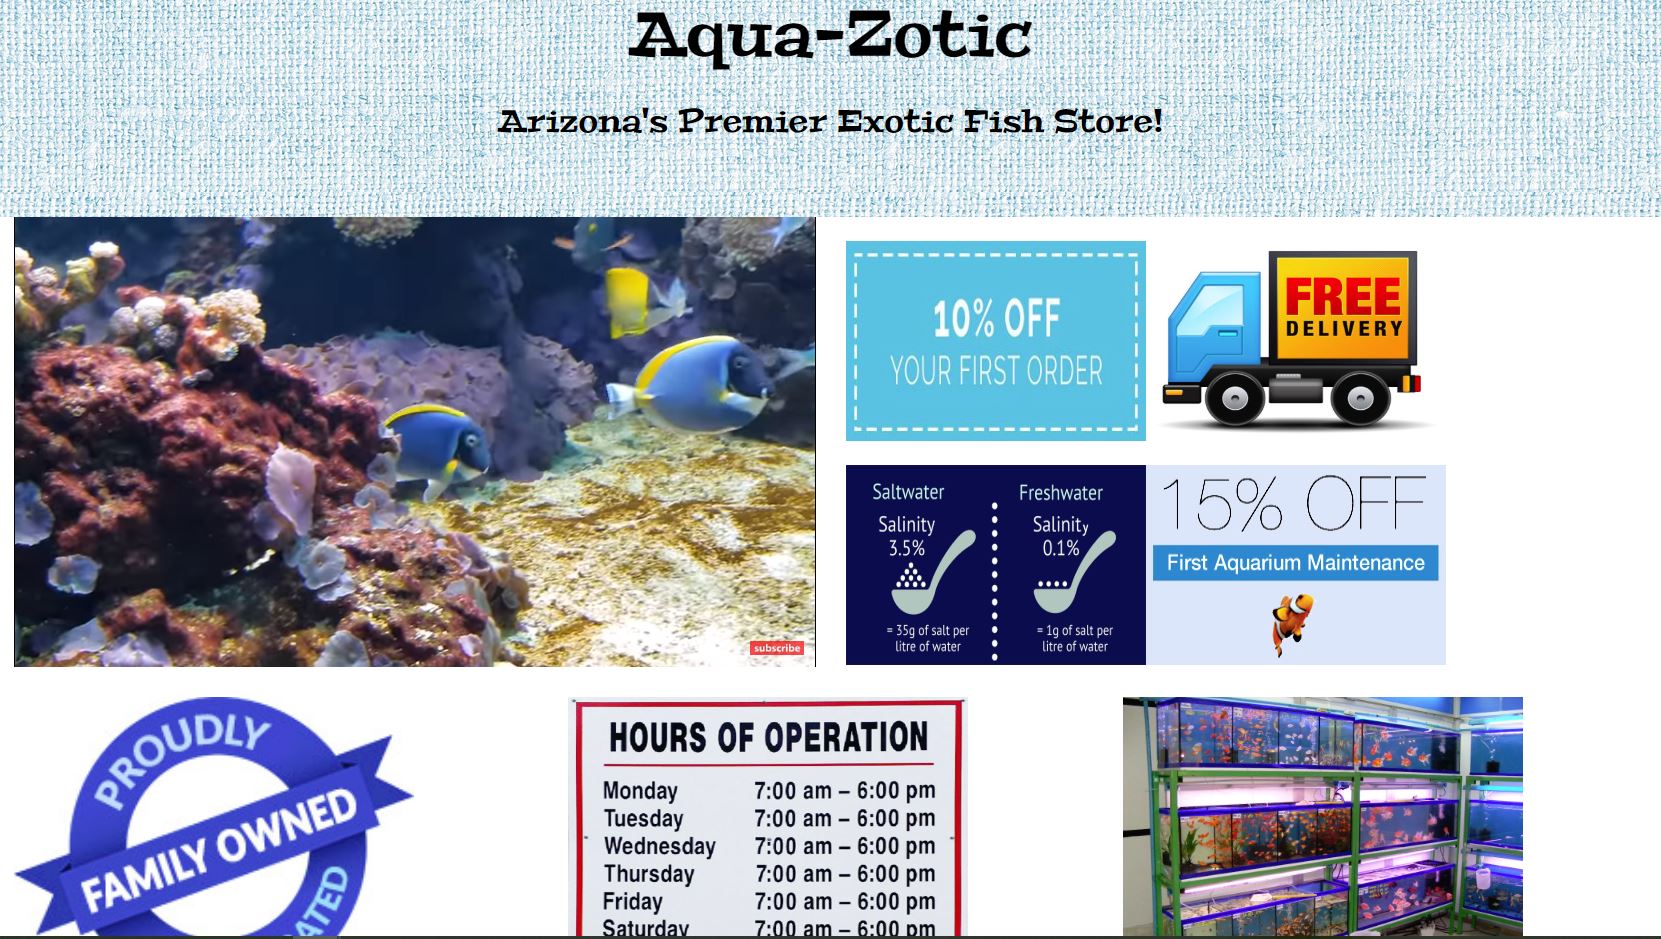 Aqua-Zotic
Arizona's Premier Exotic Fish Store!
10% OFF
YOUR FIRST ORDER
FREE
DELIVERY
Saltwater
Salinity
3.5%
= 35g of salt per
litre of water
Freshwater
Salinity
0.1%
= 1g of salt per
litre of water
15% OFF
First Aquarium Maintenance
subscribe
PROUDLY
FAMILY OWNED
HOURS OF OPERATION
Monday 7:00 am – 6:00 pm
Tuesday 7:00 am – 6:00 pm
Wednesday 7:00 am – 6:00 pm
Thursday 7:00 am – 6:00 pm
Friday 7:00 am – 6:00 pm
Saturday 7:00 am – 6:00 pm